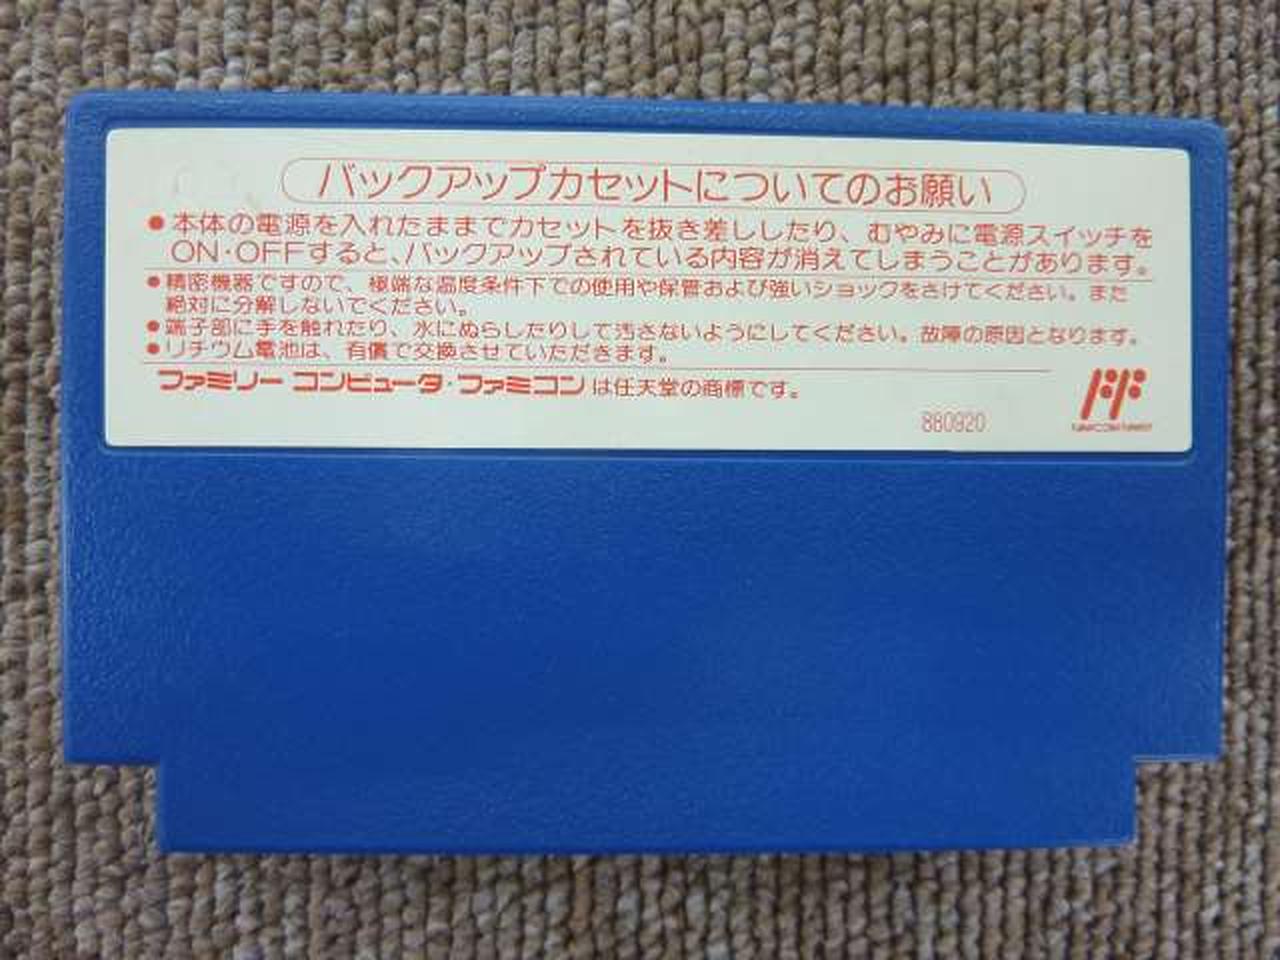 バックアップカセットについてのお願い
●本体の電源を入れたままでカセットを抜き差ししたり、むやみに電源スイッチを
ON・OFFすると、バックアップされている内容が消えてしまうことがあります。
●精密機器ですので、極端な温度条件下での使用や保管および強いショックをさけてください。また
絶対に分解しないでください。
●端子部に手を触れたり、水にぬらしたりして汚さないようにしてください。故障の原因となります。
●リチウム電池は、有償で交換させていただきます。
ファミリー コンピュータ・ファミコンは任天堂の商標です。
880920
FF